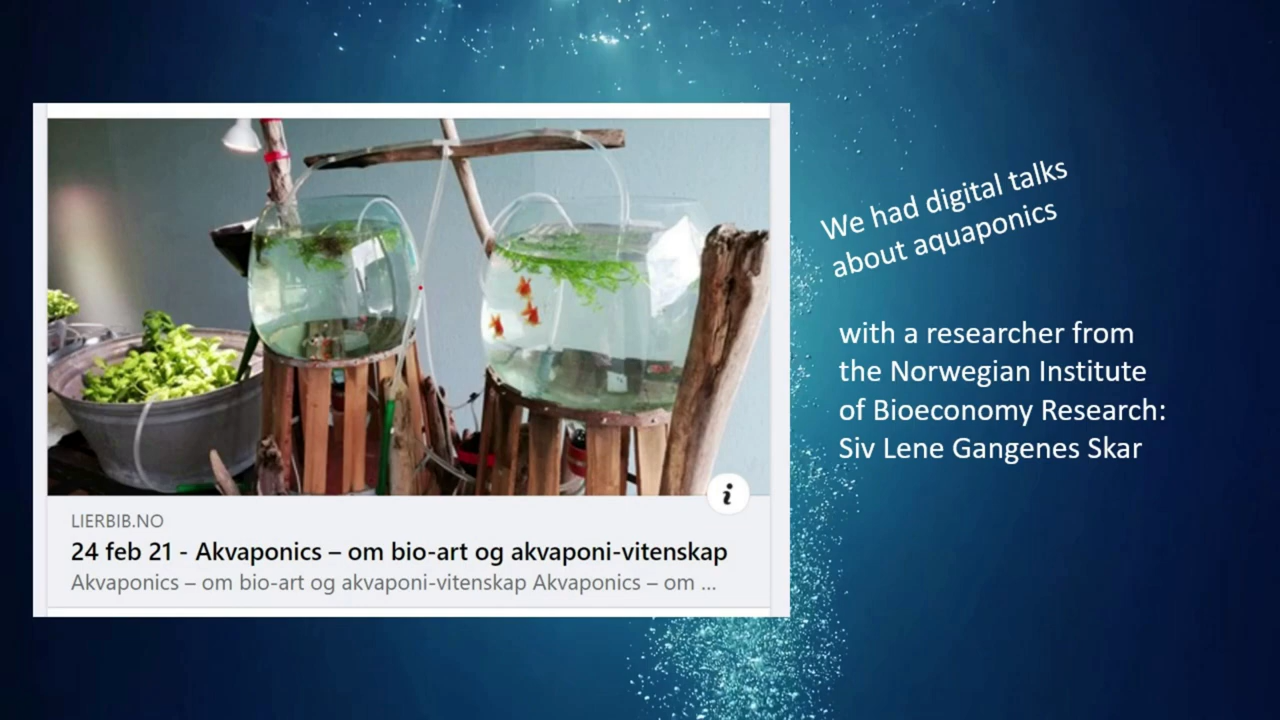 We had digital talks
about aquaponics
with a researcher from
the Norwegian Institute
of Bioeconomy Research:
Siv Lene Gangenes Skar
i
LIERBIB.NO
24 feb 21 - Akvaponics – om bio-art og akvaponi-vitenskap
Akvaponics – om bio-art og akvaponi-vitenskap Akvaponics – om ...